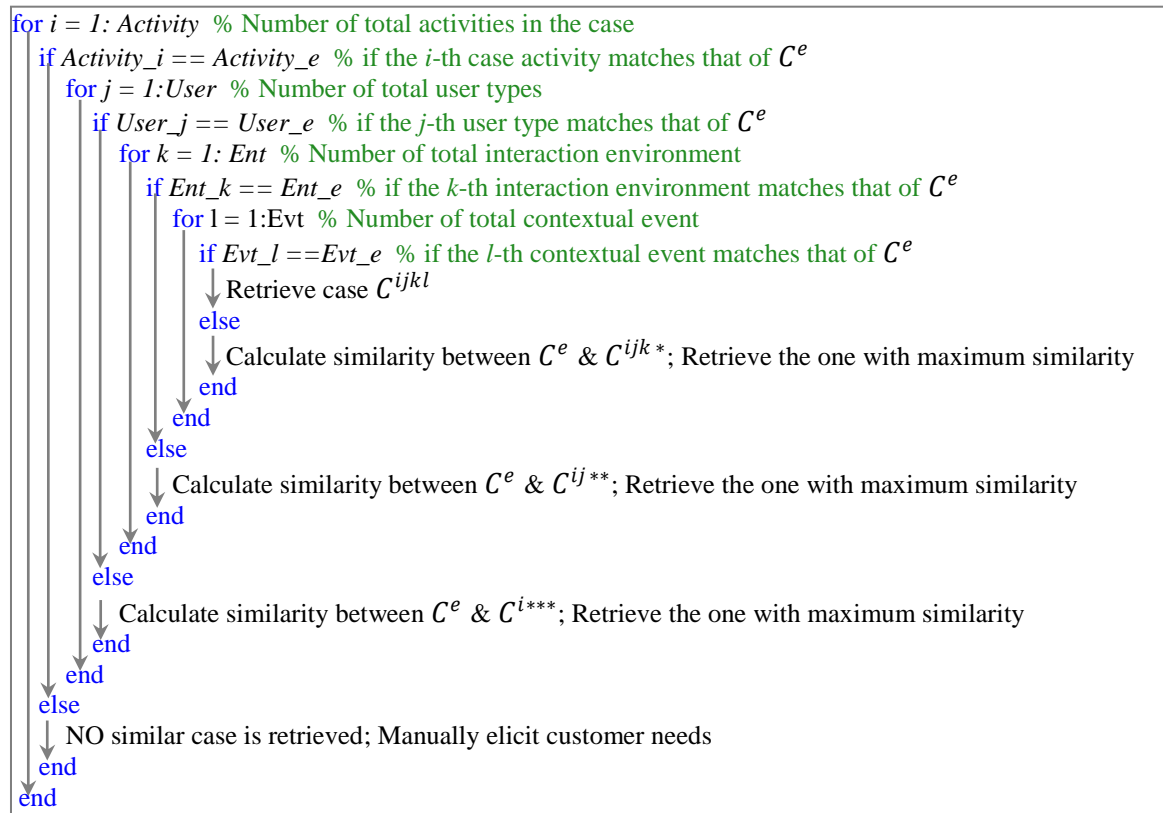 for i = 1: Activity % Number of total activities in the case
if Activity_i == Activity_e % if the i-th case activity matches that of C^e
for j = 1:User % Number of total user types
if User_j == User_e % if the j-th user type matches that of C^e
for k = 1: Ent % Number of total interaction environment
if Ent_k == Ent_e % if the k-th interaction environment matches that of C^e
for l = 1:Evt % Number of total contextual event
if Evt_l ==Evt_e % if the l-th contextual event matches that of C^e
Retrieve case C^{ijkl}
else
Calculate similarity between C^e & C^{ijk*}; Retrieve the one with maximum similarity
end
end
else
Calculate similarity between C^e & C^{ij**}; Retrieve the one with maximum similarity
end
end
else
Calculate similarity between C^e & C^{i***}; Retrieve the one with maximum similarity
end
end
else
NO similar case is retrieved; Manually elicit customer needs
end
end